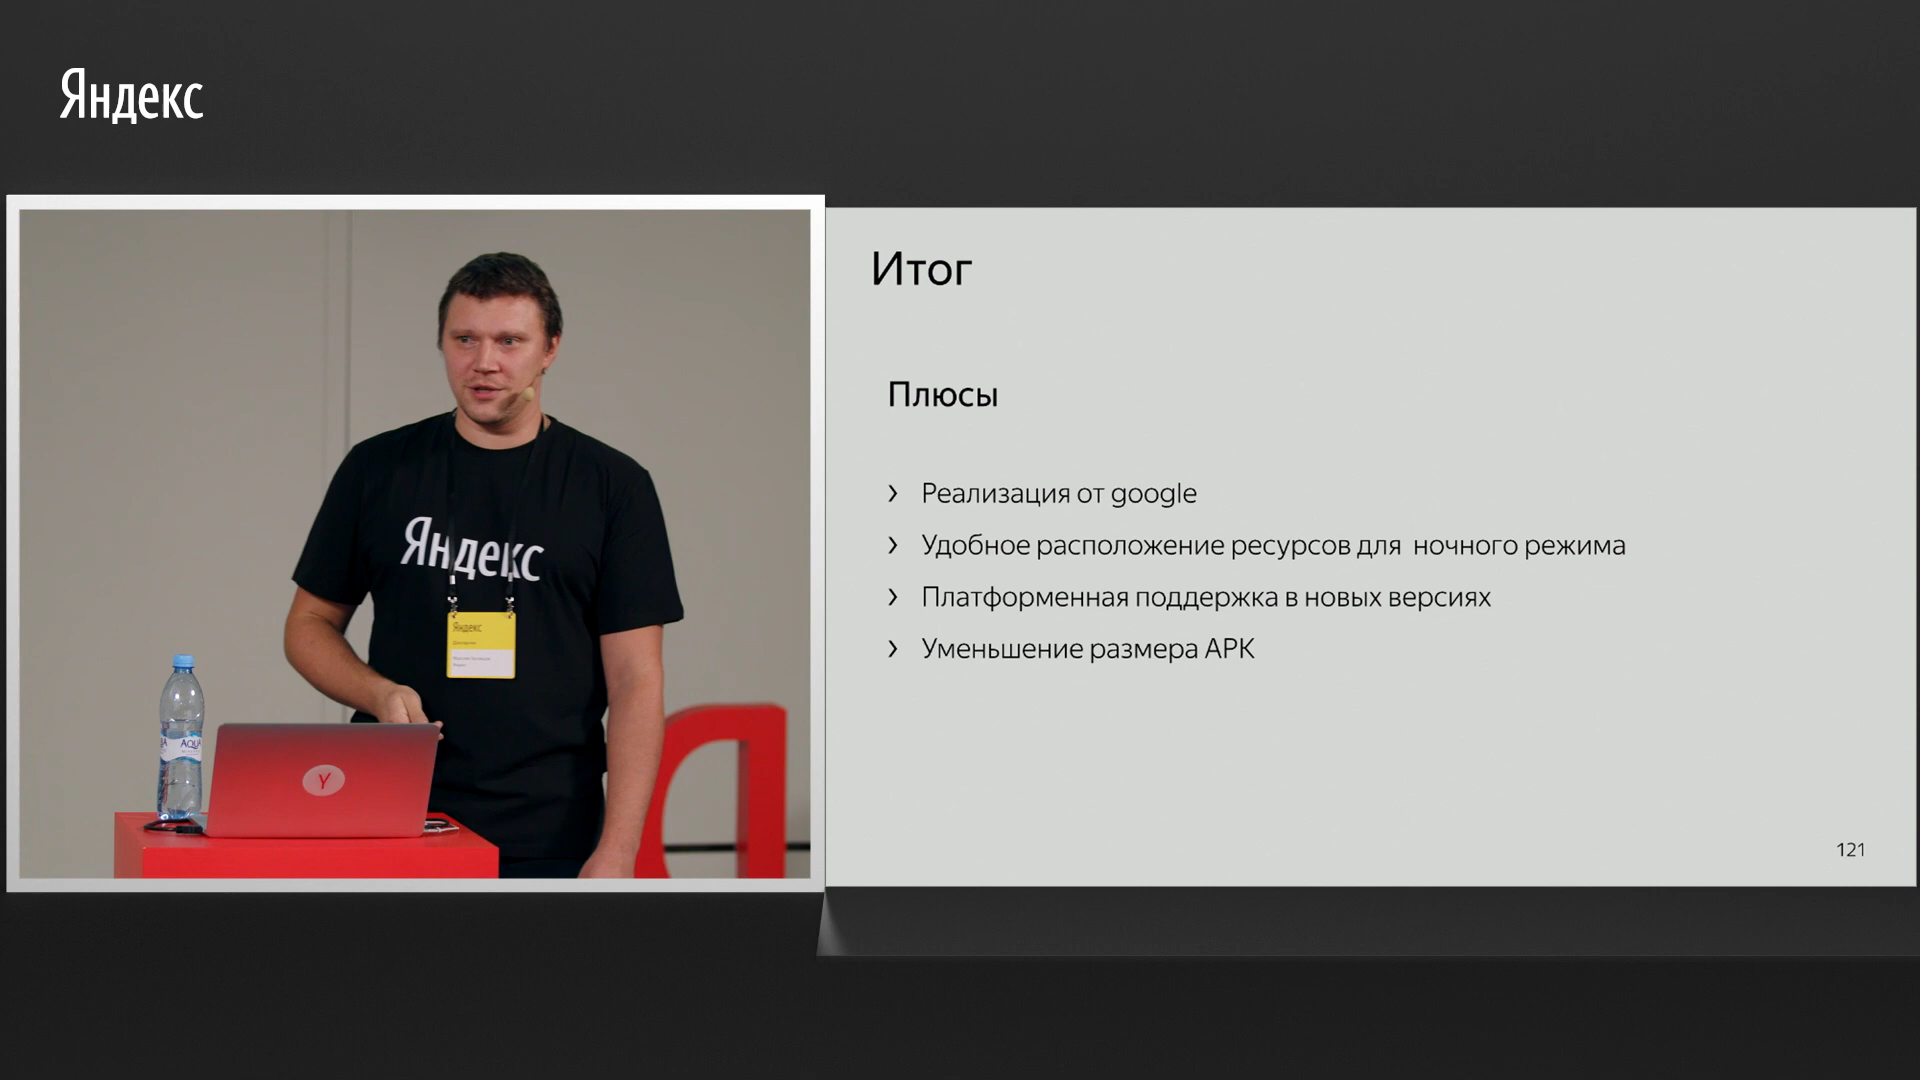 Яндекс
Яндекс
Яндекс
Y
Итог
Плюсы
› Реализация от google
› Удобное расположение ресурсов для ночного режима
› Платформенная поддержка в новых версиях
› Уменьшение размера APK
121